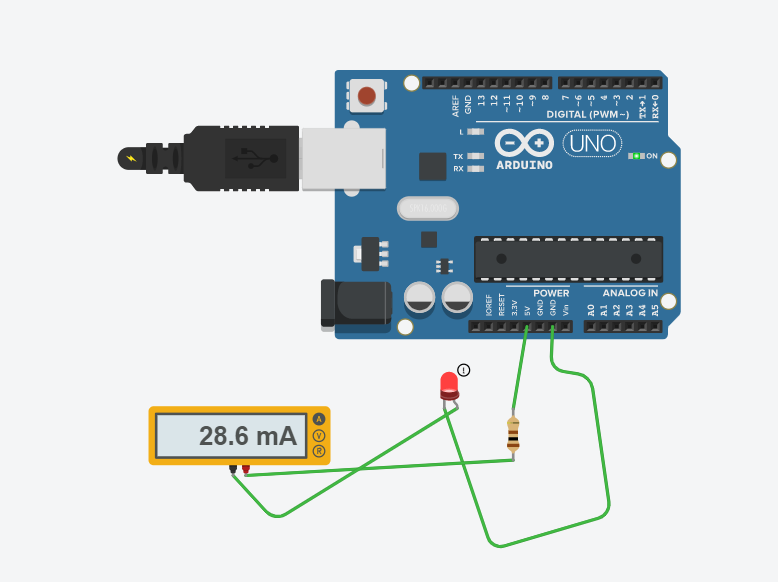 AREF
GND
13
12
~11
~10
~9
8
7
~6
~5
4
~3
2
TX→1
RX←0
DIGITAL (PWM~)
L
TX
RX
ARDUINO
UNO
ON
POWER
ANALOG IN
IOREF
RESET
3.3V
5V
GND
GND
Vin
A0
A1
A2
A3
A4
A5
!
28.6 mA
A
V
R